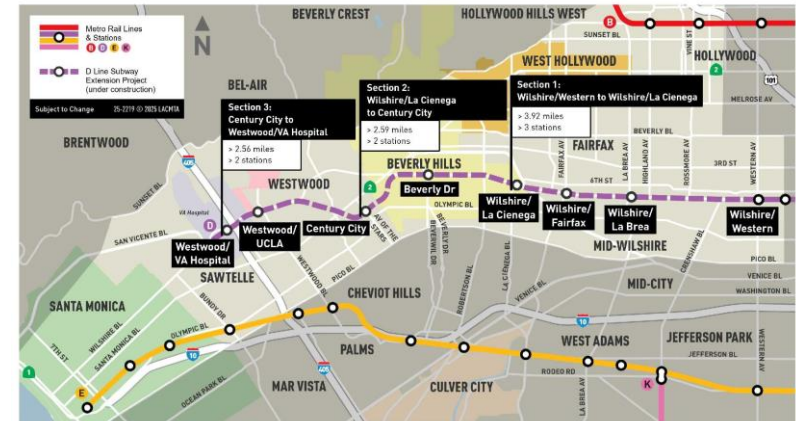 BEVERLY CREST
HOLLYWOOD HILLS WEST
Metro Rail Lines
& Stations
B D E K
D Line Subway
Extension Project
(under construction)
Subject to Change
25-2219 © 2025 LACMTA
N
B
SUNSET BL
VINE ST
HOLLYWOOD
2
101
WEST HOLLYWOOD
MELROSE AV
BEL-AIR
Section 3:
Century City to
Westwood/VA Hospital
> 2.56 miles
> 2 stations
Section 2:
Wilshire/La Cienega
to Century City
> 2.59 miles
> 2 stations
Section 1:
Wilshire/Western to Wilshire/La Cienega
> 3.92 miles
> 3 stations
BRENTWOOD
405
BEVERLY BL
FAIRFAX
FAIRFAX AV
LA BREA AV
HIGHLAND AV
ROSSMORE AV
WESTERN AV
3RD ST
6TH ST
BEVERLY HILLS
WESTWOOD
2
SUNSET BL
VA Hospital
D
Beverly Dr
OLYMPIC BL
Wilshire/
La Cienega
Wilshire/
Fairfax
Wilshire/
La Brea
Wilshire/
Western
Westwood/
UCLA
Century City
AV OF THE
STARS
BEVERLY DR
BEVERWIL DR
SAN VICENTE BL
Westwood/
VA Hospital
MID-WILSHIRE
CRENSHAW BL
PICO BL
SAWTELLE
WESTWOOD BL
PICO BL
LA CIENEGA BL
ROBERTSON BL
VENICE BL
MID-CITY
VENICE BL
WASHINGTON BL
SANTA MONICA
BUNDY DR
CHEVIOT HILLS
WILSHIRE BL
SANTA MONICA BL
OLYMPIC BL
7TH ST
10
10
PALMS
WEST ADAMS
JEFFERSON PARK
JEFFERSON BL
WESTERN AV
RODEO RD
1
405
E
OCEAN PARK BL
MAR VISTA
CULVER CITY
LA BREA AV
K